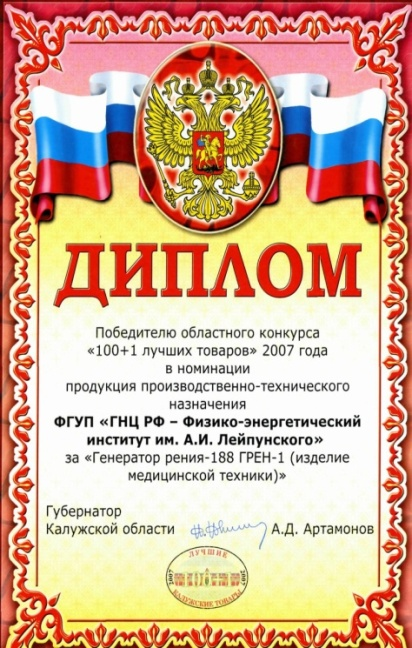 ДИПЛОМ
Победителю областного конкурса
«100+1 лучших товаров» 2007 года
в номинации
продукция производственно-технического
назначения
ФГУП «ГНЦ РФ – Физико-энергетический
институт им. А.И. Лейпунского»
за «Генератор рения-188 ГРЕН-1 (изделие
медицинской техники)»
Губернатор
Калужской области А.Д. Артамонов
ЛУЧШИЕ
2007 2007
КАЛУЖСКИЕ ТОВАРЫ